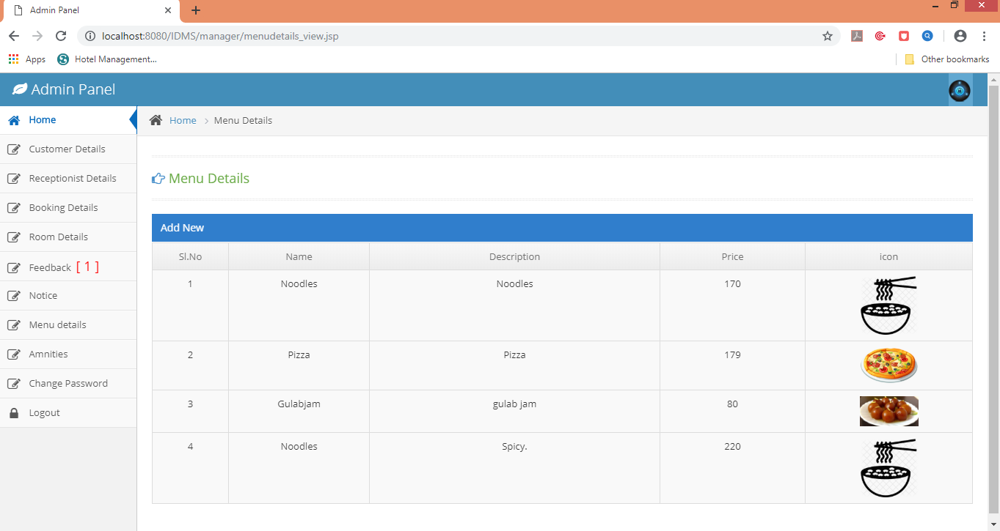 Admin Panel
localhost:8080/IDMS/manager/menudetails_view.jsp
Apps Hotel Management... Other bookmarks
Admin Panel
Home
Customer Details
Receptionist Details
Booking Details
Room Details
Feedback [ 1 ]
Notice
Menu details
Amnities
Change Password
Logout
Home > Menu Details
Menu Details
Add New
Sl.No Name Description Price icon
1 Noodles Noodles 170
2 Pizza Pizza 179
3 Gulabjam gulab jam 80
4 Noodles Spicy. 220